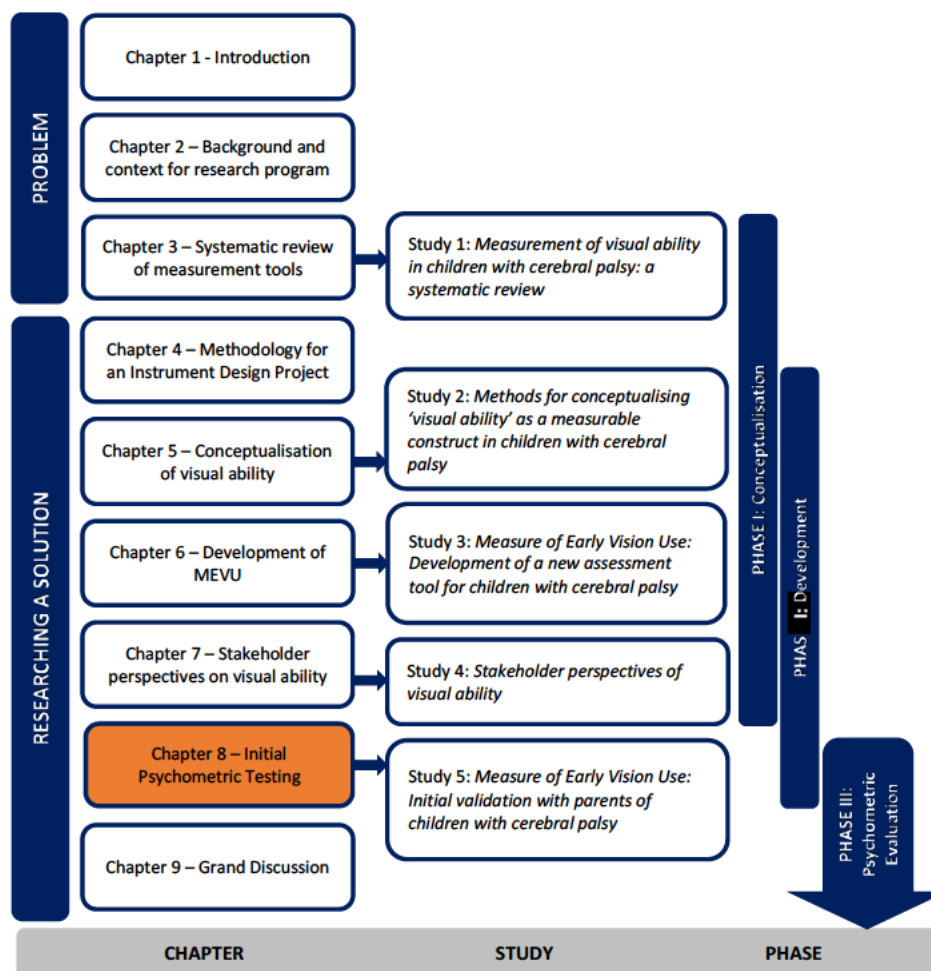 PROBLEM
Chapter 1 - Introduction
Chapter 2 – Background and
context for research program
Chapter 3 – Systematic review
of measurement tools
Study 1: Measurement of visual ability
in children with cerebral palsy: a
systematic review
RESEARCHING A SOLUTION
Chapter 4 – Methodology for
an Instrument Design Project
Chapter 5 – Conceptualisation
of visual ability
Study 2: Methods for conceptualising
‘visual ability’ as a measurable
construct in children with cerebral
palsy
Chapter 6 – Development of
MEVU
Study 3: Measure of Early Vision Use:
Development of a new assessment
tool for children with cerebral palsy
Chapter 7 – Stakeholder
perspectives on visual ability
Study 4: Stakeholder perspectives of
visual ability
Chapter 8 – Initial
Psychometric Testing
Study 5: Measure of Early Vision Use:
Initial validation with parents of
children with cerebral palsy
Chapter 9 – Grand Discussion
PHASE I: Conceptualisation
PHAS I: Development
PHASE III:
Psychometric
Evaluation
CHAPTER
STUDY
PHASE